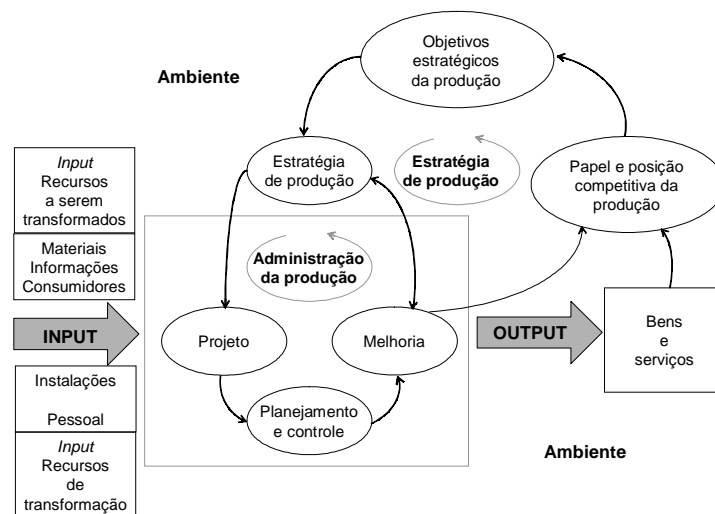 Objetivos
estratégicos
da produção
Ambiente
Estratégia
de produção
Estratégia
de produção
Papel e posição
competitiva da
produção
Input
Recursos
a serem
transformados
Materiais
Informações
Consumidores
Administração
da produção
INPUT
Projeto
Melhoria
OUTPUT
Bens
e
serviços
Instalações
Pessoal
Planejamento
e controle
Input
Recursos
de
transformação
Ambiente